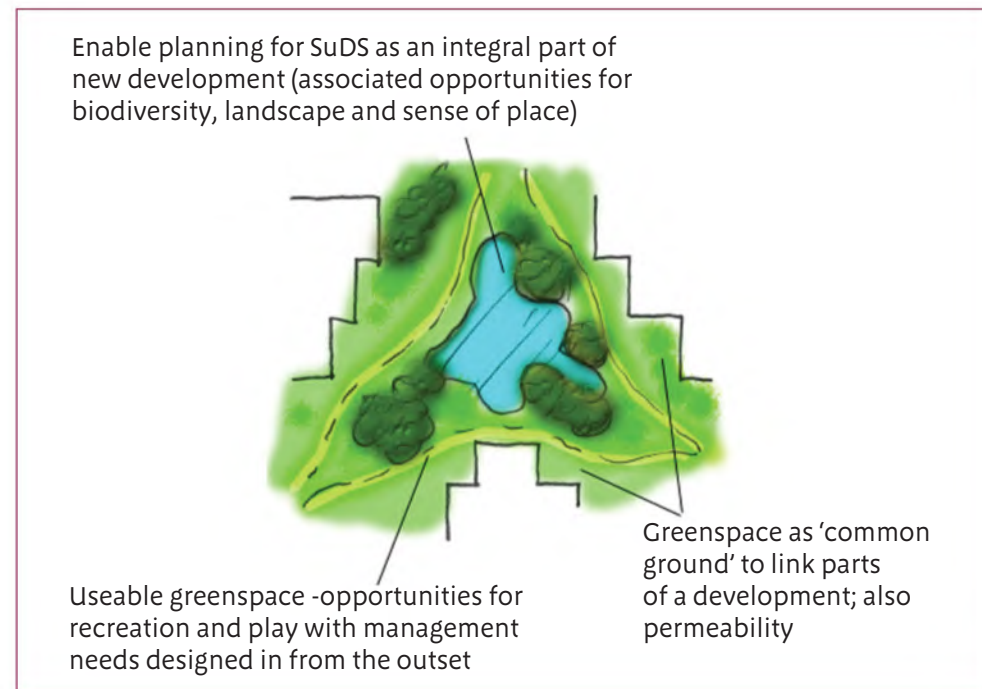 Enable planning for SuDS as an integral part of
new development (associated opportunities for
biodiversity, landscape and sense of place)
Greenspace as ‘common
ground’ to link parts
of a development; also
permeability
Useable greenspace -opportunities for
recreation and play with management
needs designed in from the outset